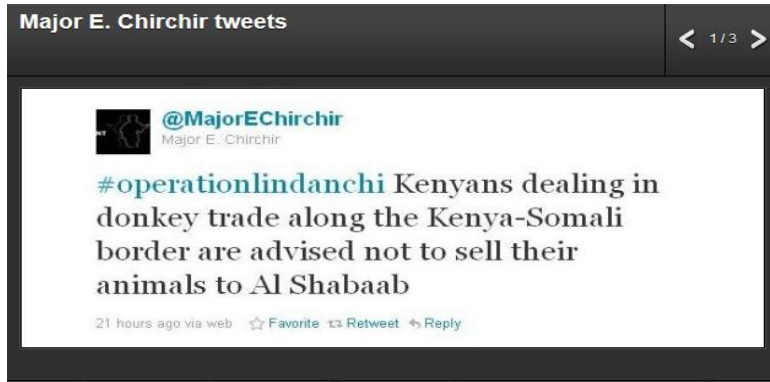 Major E. Chirchir tweets
1/3
@MajorEChirchir
Major E. Chirchir
#operationlindanchi Kenyans dealing in
donkey trade along the Kenya-Somali
border are advised not to sell their
animals to Al Shabaab
21 hours ago via web Favorite Retweet Reply